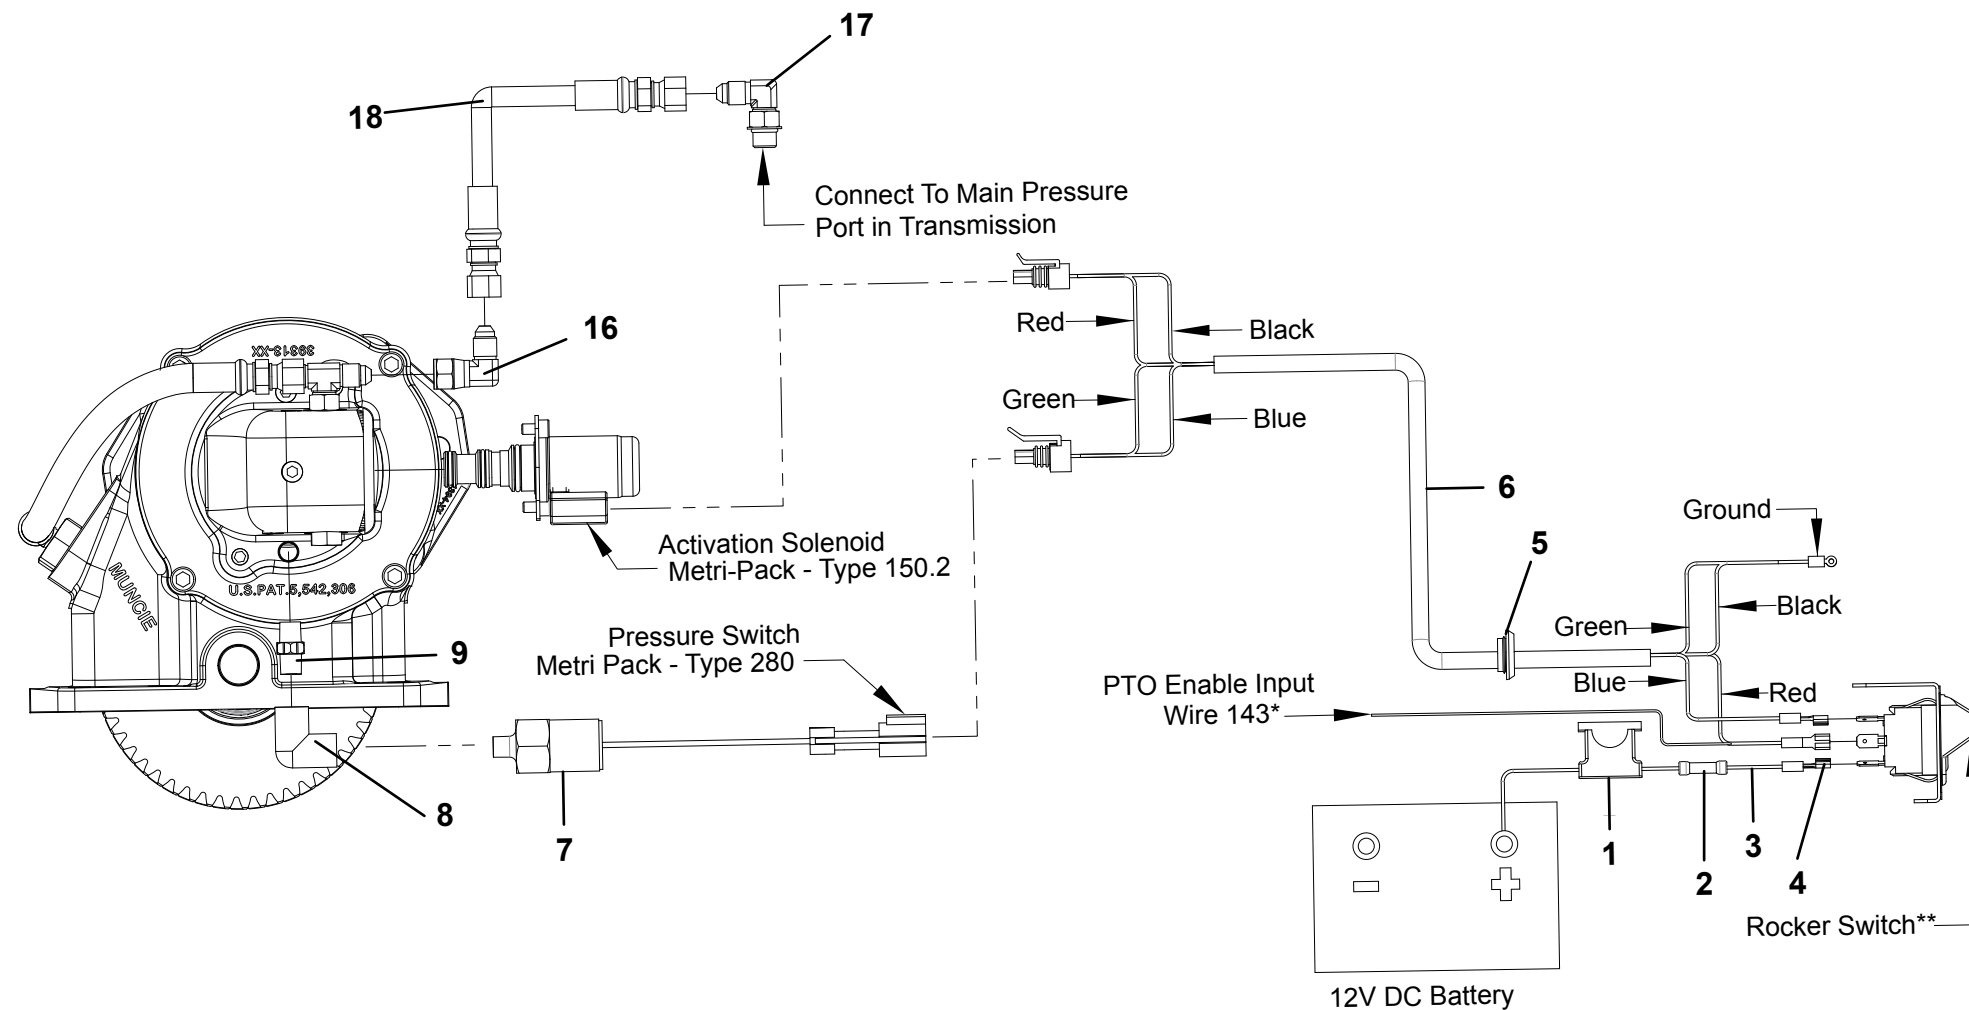 17
18
Connect To Main Pressure
Port in Transmission
16
39313-XX
Red
Black
Green
Blue
6
Activation Solenoid
Metri-Pack - Type 150.2
U.S.PAT.5,542,306
MUNCIE
Ground
5
Black
Green
Pressure Switch
Metri Pack - Type 280
9
PTO Enable Input
Wire 143*
Blue
Red
8
7
1
2
3
4
Rocker Switch**
12V DC Battery